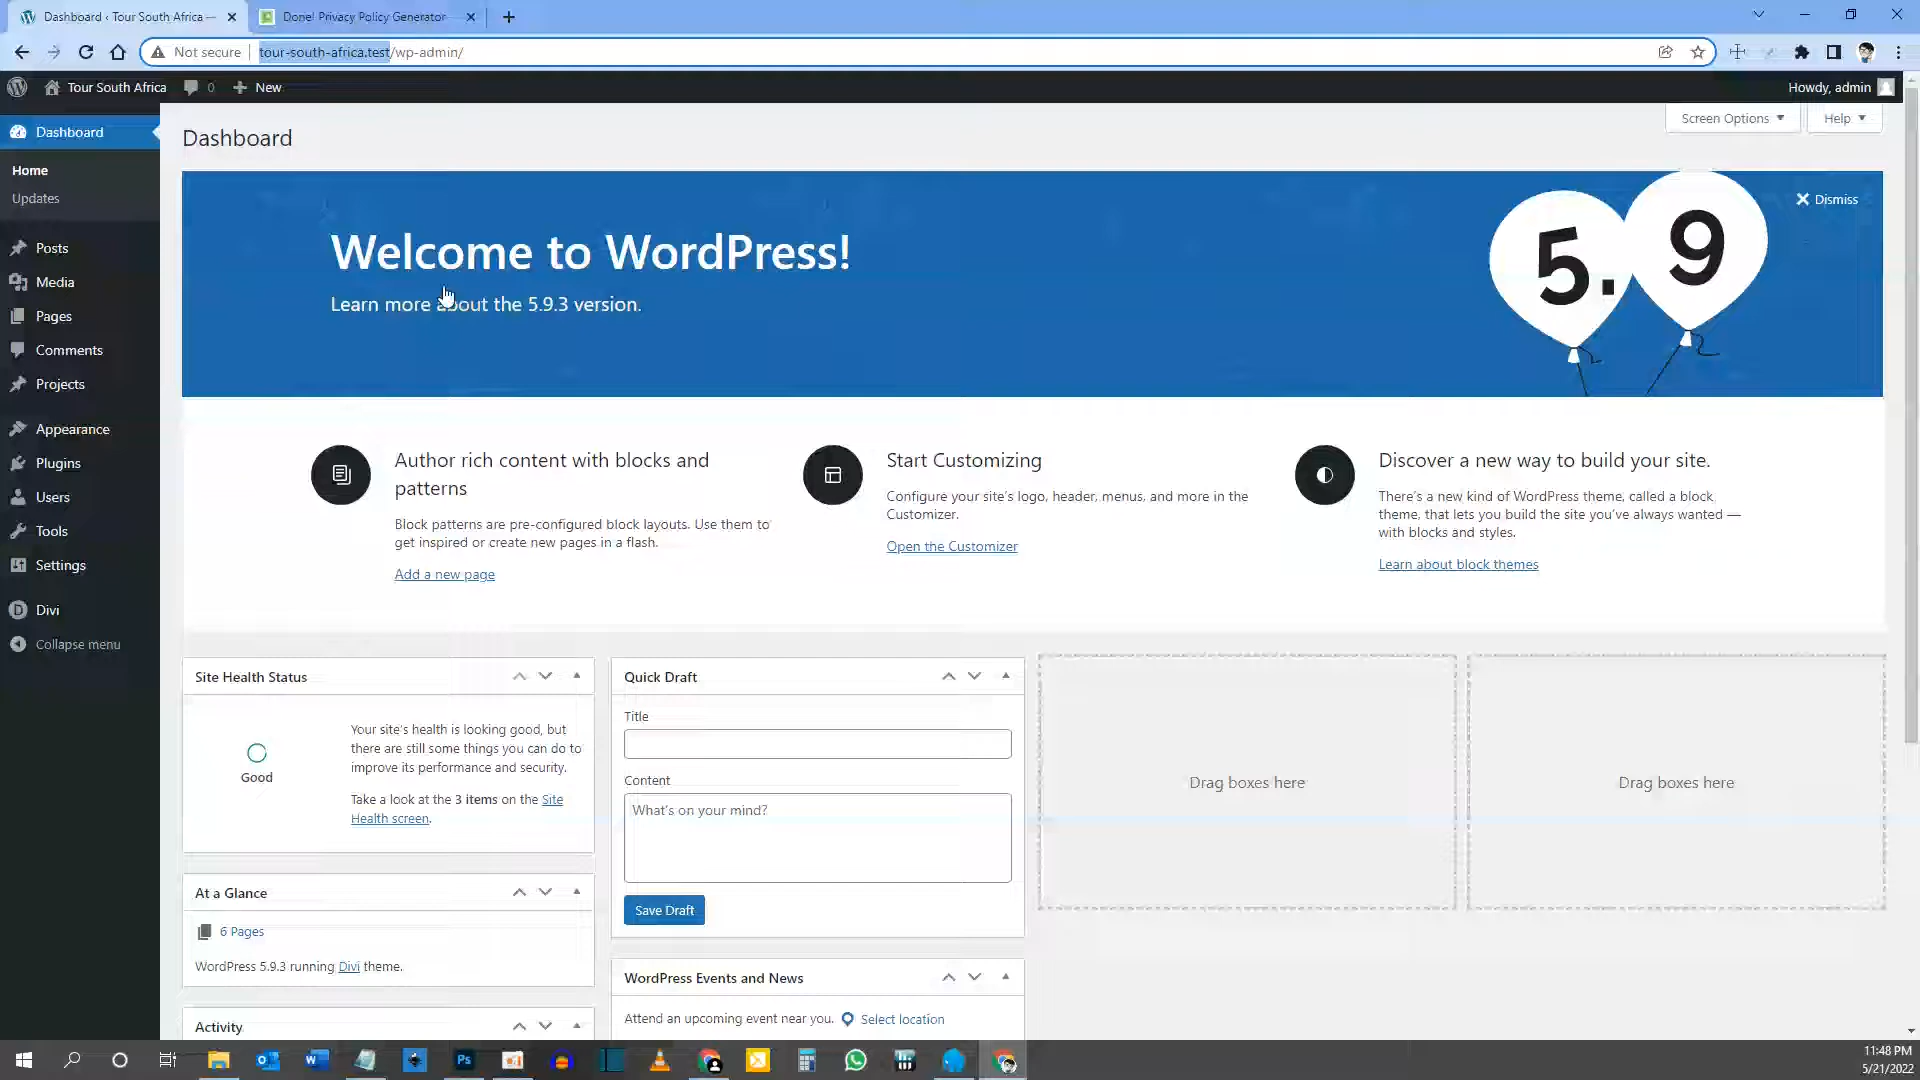 Dashboard ‹ Tour South Africa —
Done! Privacy Policy Generator
Not secure
tour-south-africa.test/wp-admin/
Tour South Africa
0
New
Howdy, admin
Dashboard
Home
Updates
Posts
Media
Pages
Comments
Projects
Appearance
Plugins
Users
Tools
Settings
Divi
Collapse menu
Dashboard
Screen Options
Help
Welcome to WordPress!
Learn more about the 5.9.3 version.
5.9
Dismiss
Author rich content with blocks and
patterns
Block patterns are pre-configured block layouts. Use them to
get inspired or create new pages in a flash.
Add a new page
Start Customizing
Configure your site's logo, header, menus, and more in the
Customizer.
Open the Customizer
Discover a new way to build your site.
There's a new kind of WordPress theme, called a block
theme, that lets you build the site you've always wanted —
with blocks and styles.
Learn about block themes
Site Health Status
Good
Your site's health is looking good, but
there are still some things you can do to
improve its performance and security.
Take a look at the 3 items on the Site
Health screen.
At a Glance
6 Pages
WordPress 5.9.3 running Divi theme.
Activity
Quick Draft
Title
Content
What's on your mind?
Save Draft
WordPress Events and News
Attend an upcoming event near you.
Select location
Drag boxes here
Drag boxes here
Ps
11:48 PM
5/21/2022